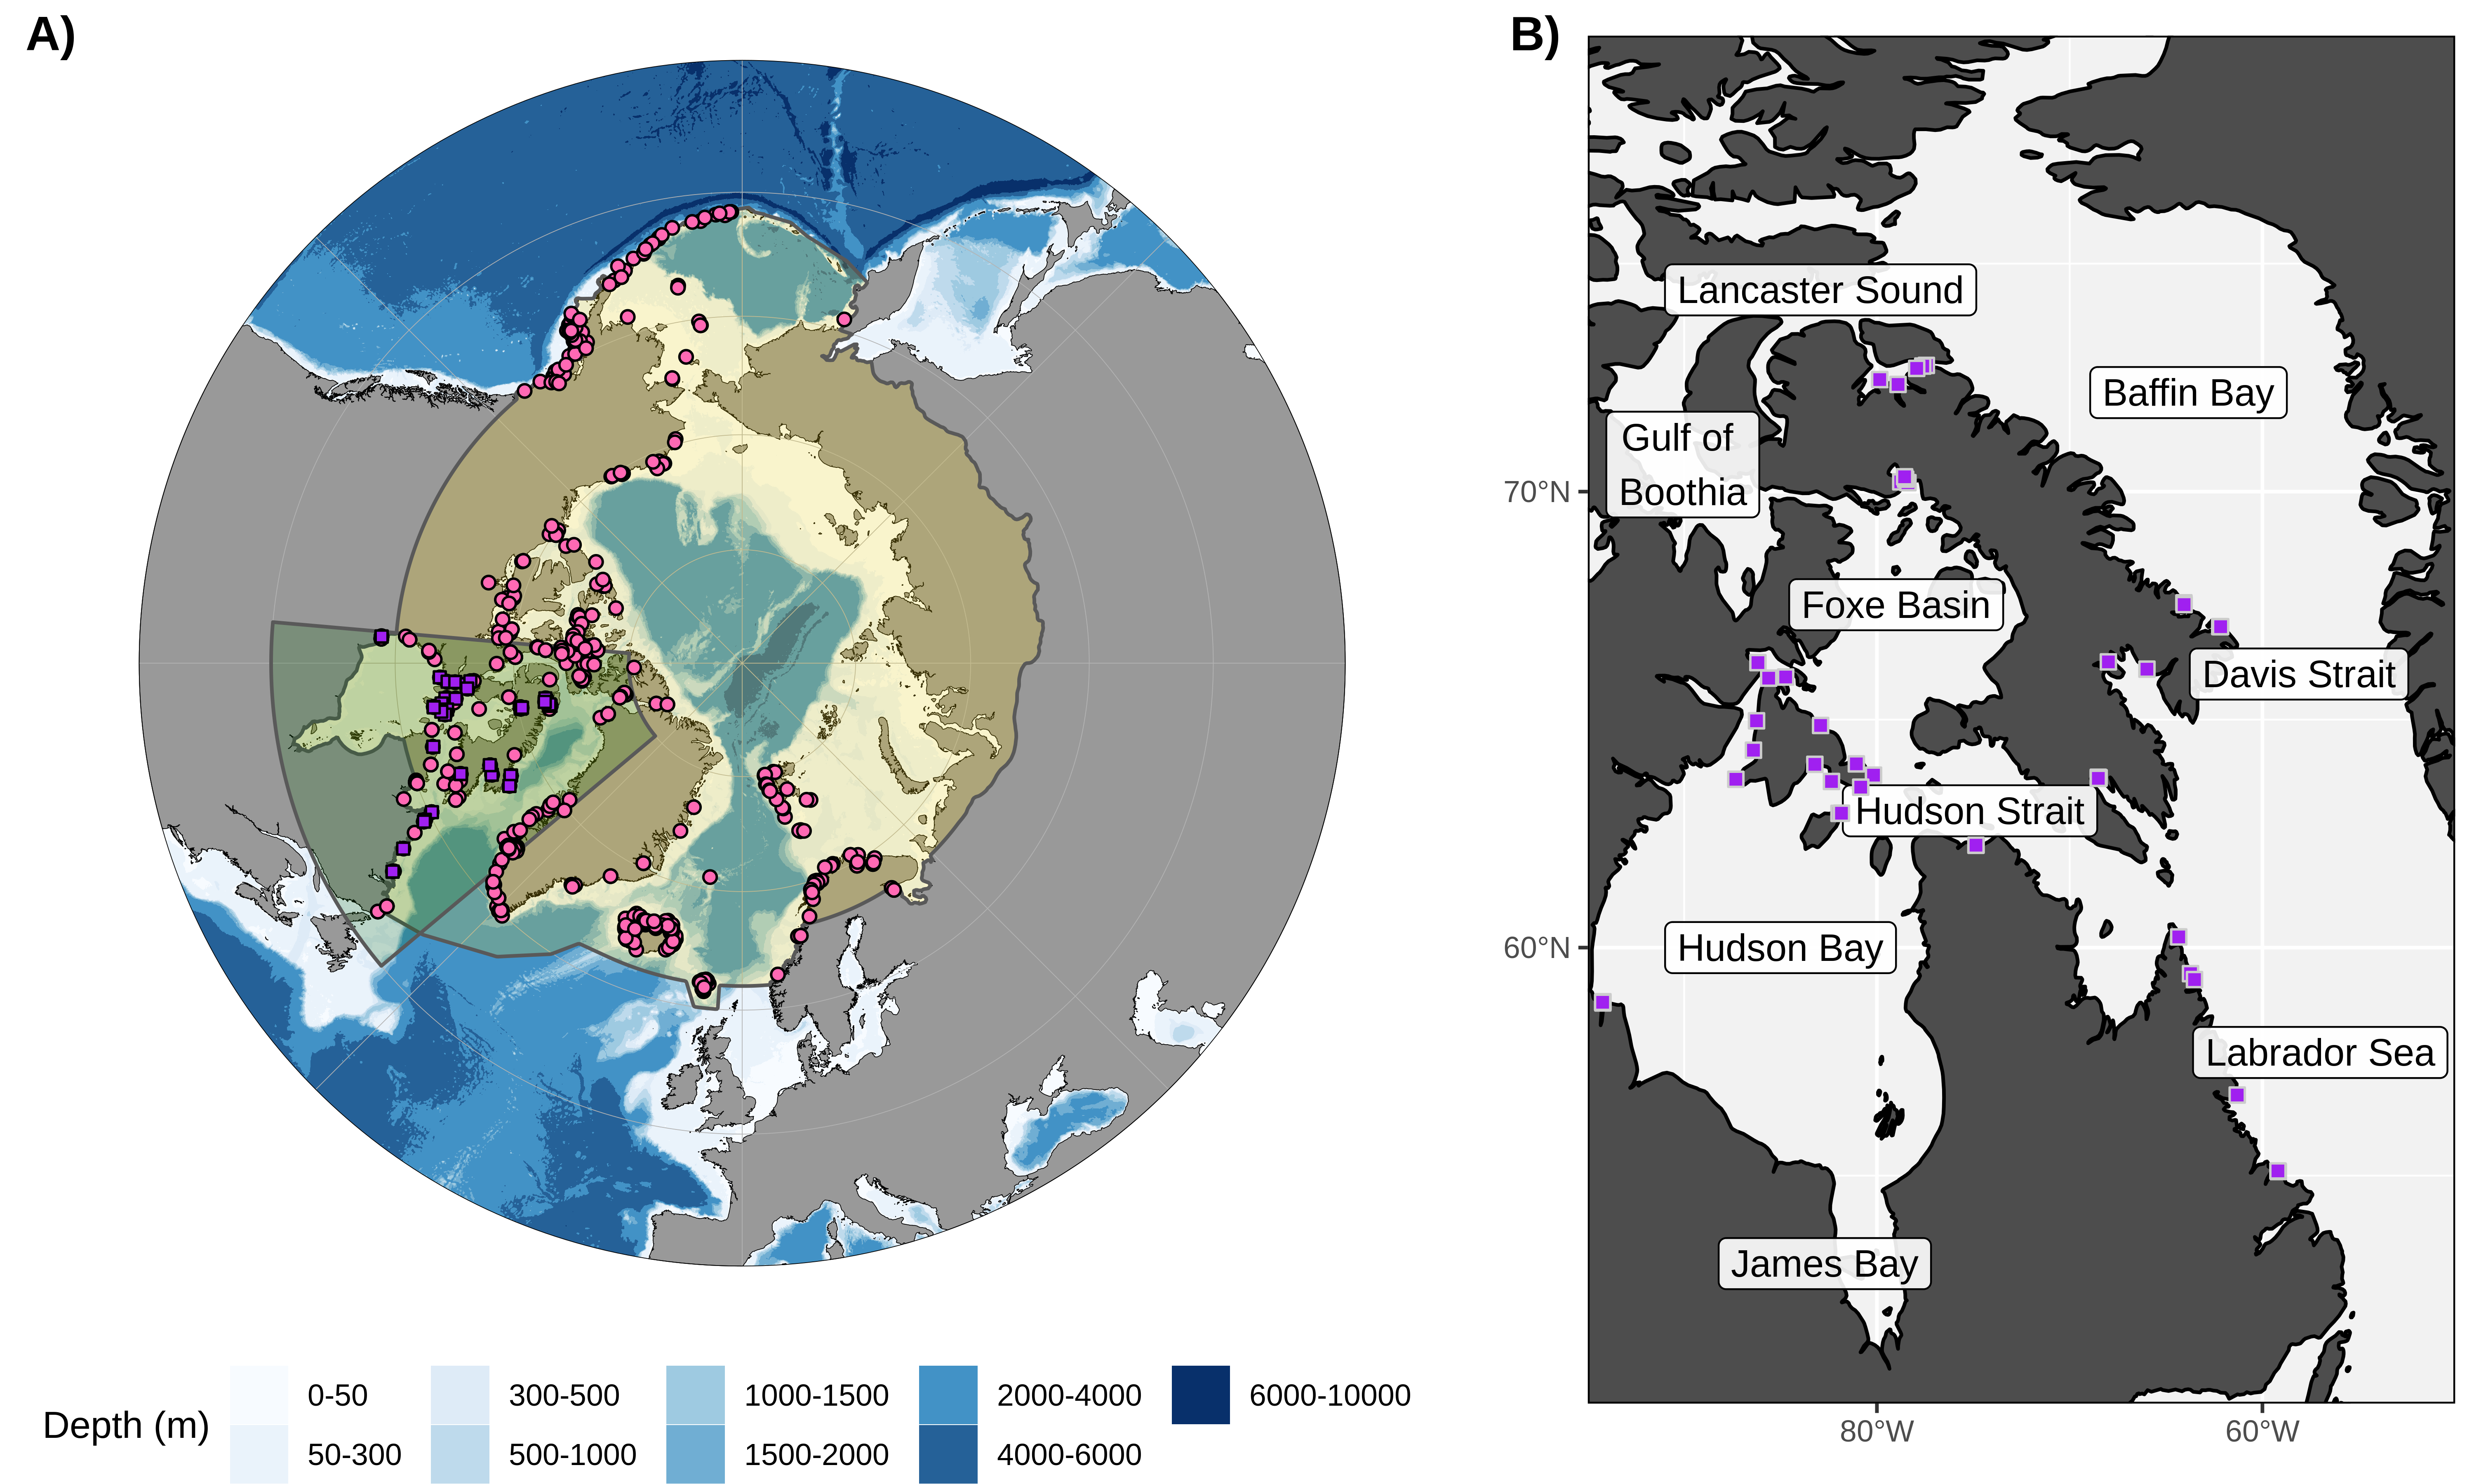 A)
B)
Lancaster Sound
Baffin Bay
Gulf of
Boothia
70°N
Foxe Basin
Davis Strait
Hudson Strait
Hudson Bay
60°N
Labrador Sea
James Bay
80°W
60°W
Depth (m)
0-50
300-500
1000-1500
2000-4000
6000-10000
50-300
500-1000
1500-2000
4000-6000